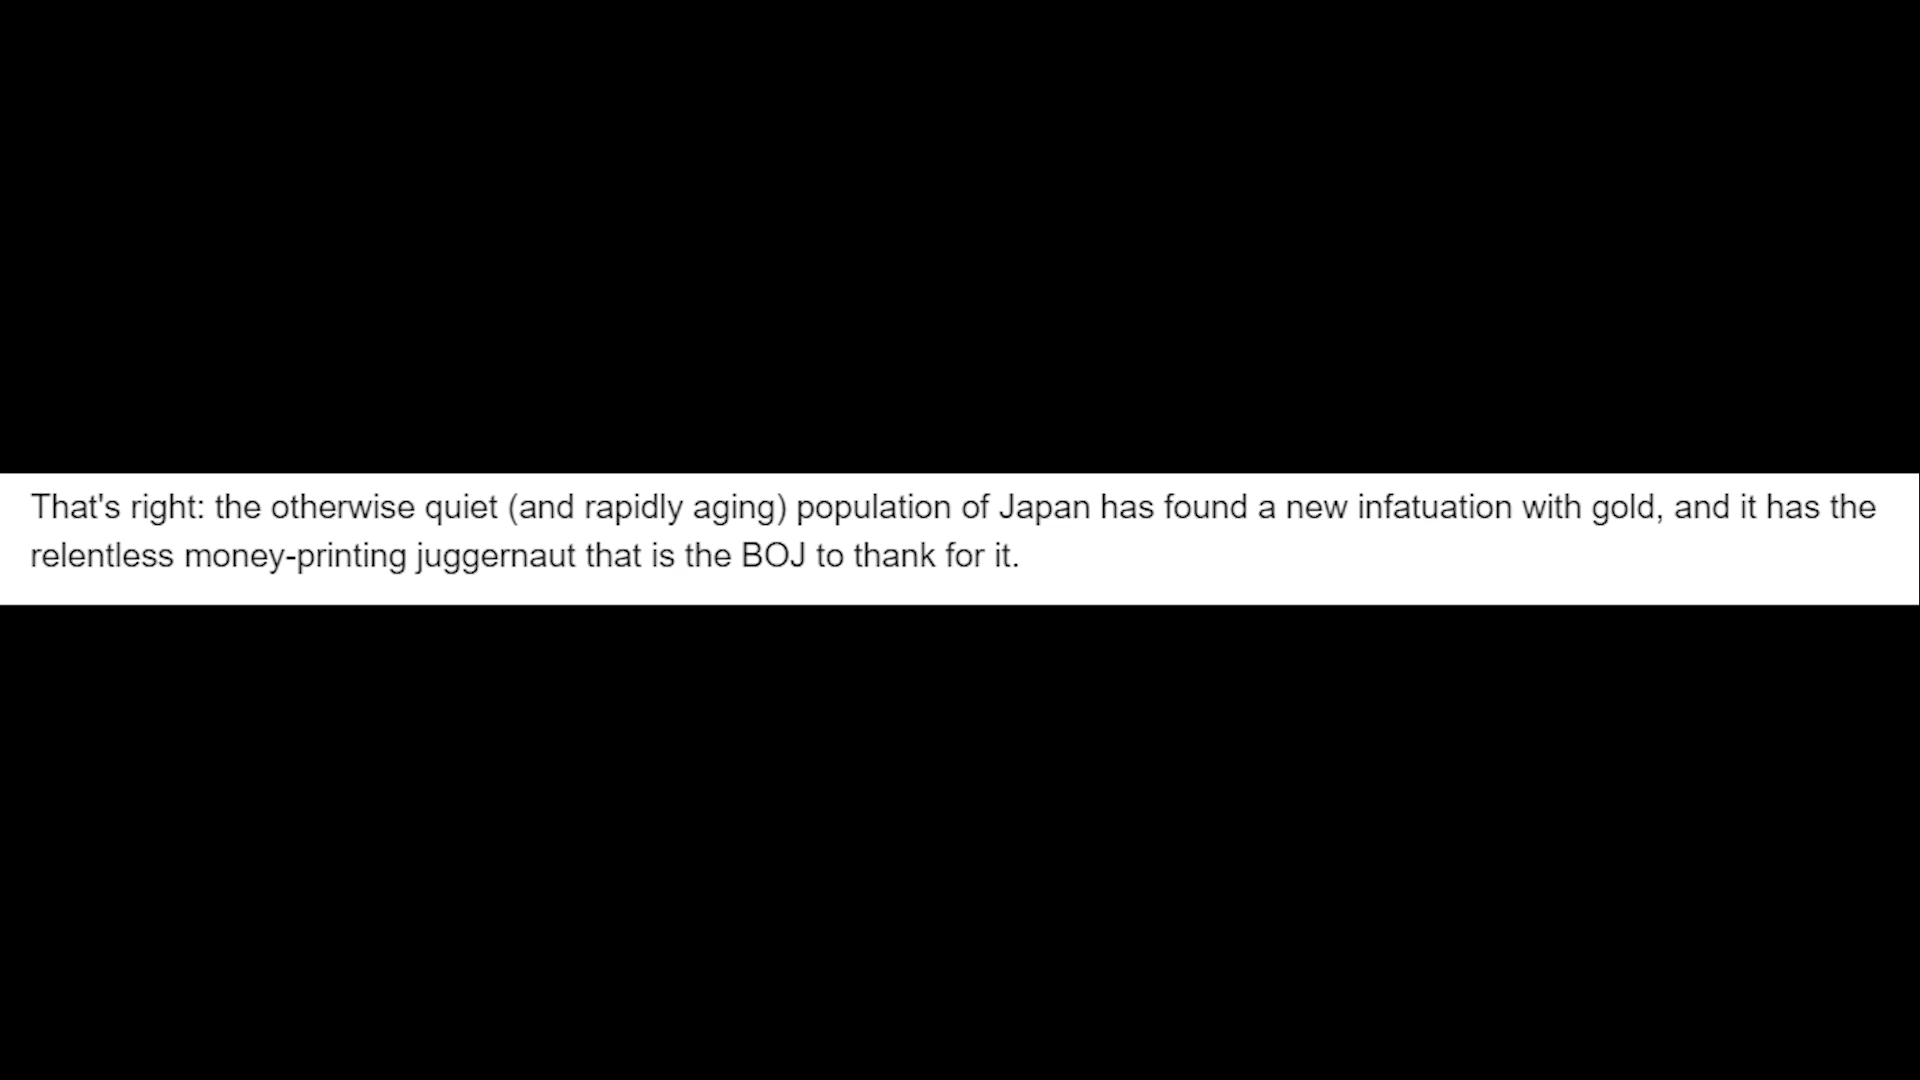 That's right: the otherwise quiet (and rapidly aging) population of Japan has found a new infatuation with gold, and it has the
relentless money-printing juggernaut that is the BOJ to thank for it.